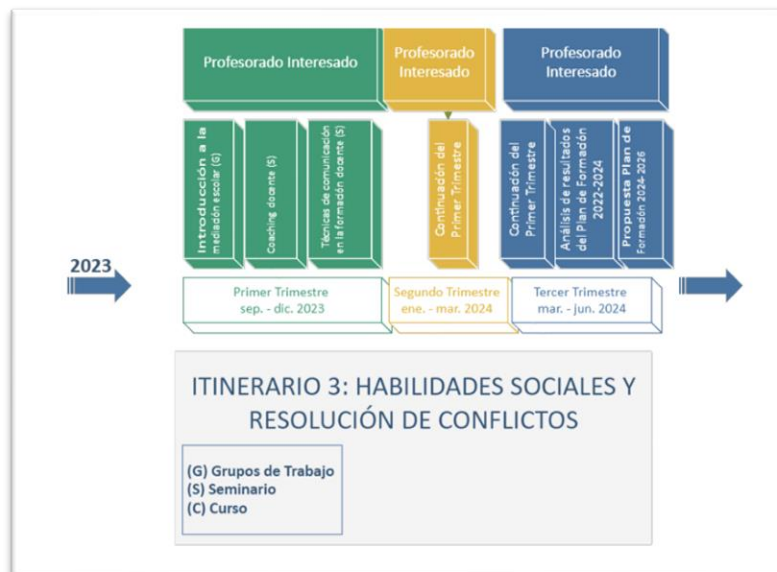 Profesorado Interesado
Profesorado
Interesado
Profesorado
Interesado
Introducción a la
mediación escolar (G)
Coaching docente (S)
Técnicas de comunicación
en la formación docente (S)
Continuación del
Primer Trimestre
Continuación del
Primer Trimestre
Análisis de resultados
del Plan de Formación
2022-2024
Propuesta Plan de
Formación 2024-2026
2023
Primer Trimestre
sep. - dic. 2023
Segundo Trimestre
ene. - mar. 2024
Tercer Trimestre
mar. - jun. 2024
ITINERARIO 3: HABILIDADES SOCIALES Y
RESOLUCIÓN DE CONFLICTOS
(G) Grupos de Trabajo
(S) Seminario
(C) Curso